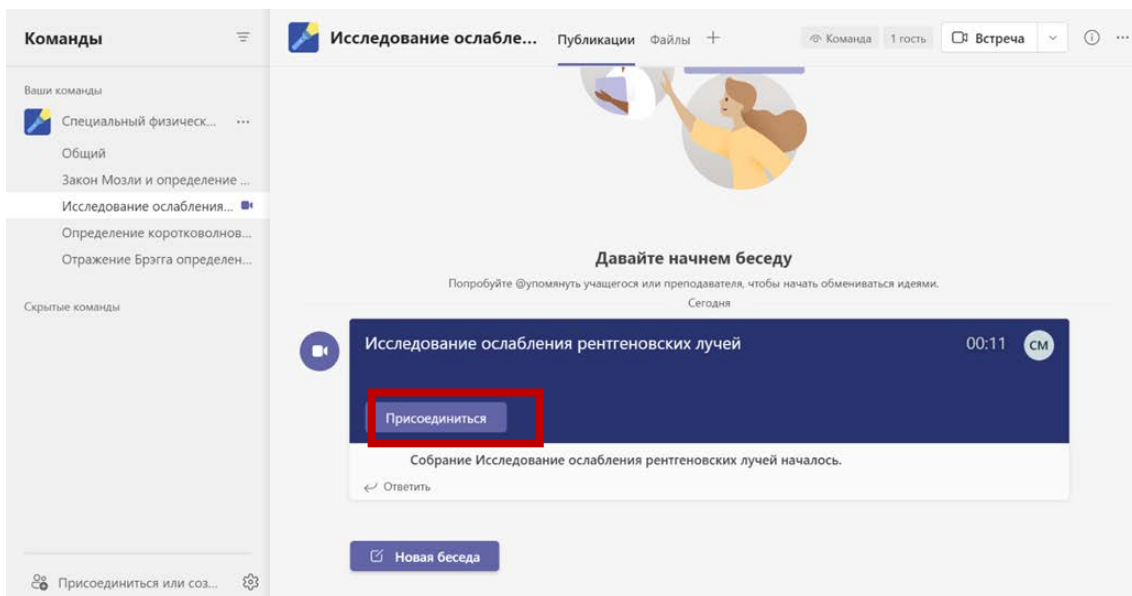 Команды
Исследование ослабле...
Публикации
Файлы
Команда
1 гость
Встреча
Ваши команды
Специальный физическ...
Общий
Закон Мозли и определение ...
Исследование ослабления...
Определение коротковолнов...
Отражение Брэгга определен...
Скрытые команды
Давайте начнем беседу
Попробуйте @упомянуть учащегося или преподавателя, чтобы начать обмениваться идеями.
Сегодня
Исследование ослабления рентгеновских лучей
00:11
СМ
Присоединиться
Собрание Исследование ослабления рентгеновских лучей началось.
Ответить
Новая беседа
Присоединиться или соз...